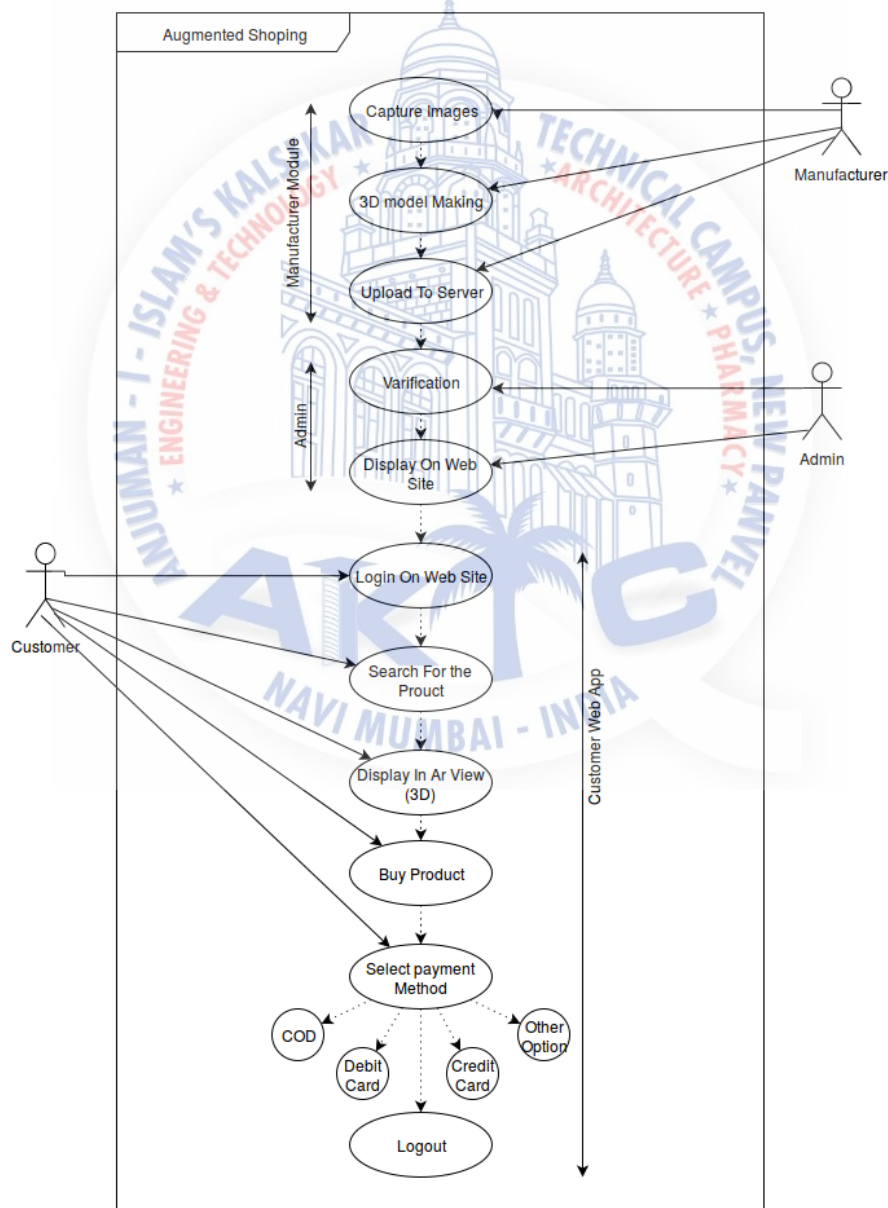 Augmented Shoping
Capture Images
3D model Making
Upload To Server
Manufacturer Module
Manufacturer
Varification
Display On Web
Site
Admin
Admin
Customer
Login On Web Site
Search For the
Prouct
Display In Ar View
(3D)
Buy Product
Select payment
Method
COD
Debit
Card
Credit
Card
Other
Option
Logout
Customer Web App
ANJUMAN - I - ISLAM'S KALSEKAR TECHNICAL CAMPUS, NEW PANVEL
ENGINEERING & TECHNOLOGY ★ ARCHITECTURE ★ PHARMACY ★
AIKTC
NAVI MUMBAI - INDIA